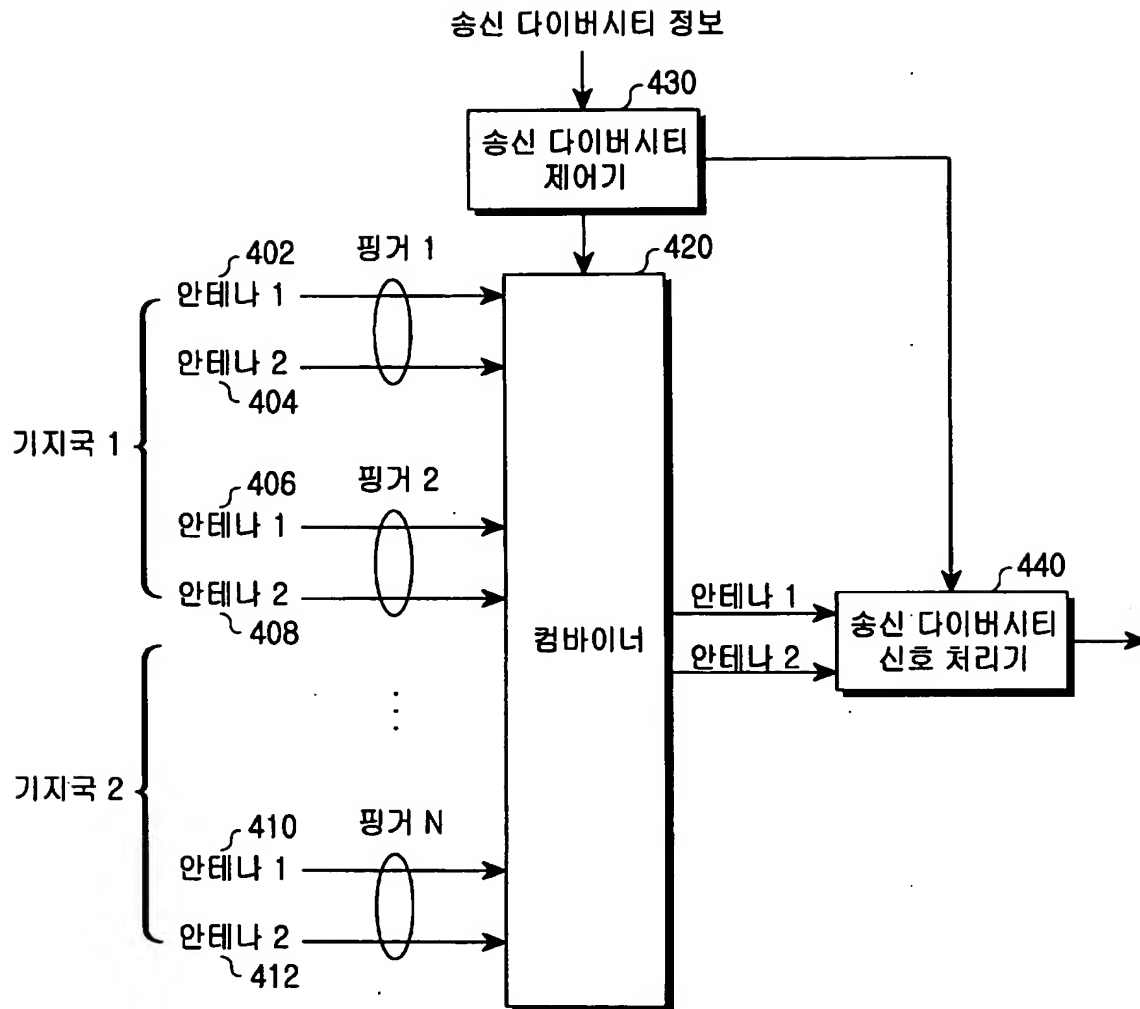 송신 다이버시티 정보
430
송신 다이버시티
제어기
402
핑거 1
420
안테나 1
안테나 2
404
기지국 1
406
핑거 2
안테나 1
안테나 2
408
컴바이너
안테나 1
안테나 2
440
송신 다이버시티
신호 처리기
기지국 2
410
핑거 N
안테나 1
안테나 2
412